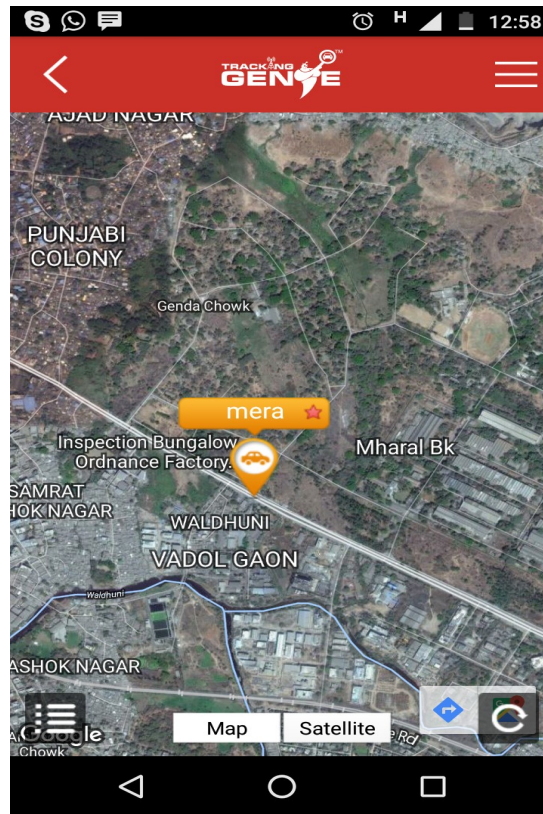 H
12:58
TRACKING
GENIE
TM
AJAD NAGAR
PUNJABI
COLONY
Genda Chowk
mera
Inspection Bungalow
Ordnance Factory.
Mharal Bk
SAMRAT
HOK NAGAR
WALDHUNI
VADOL GAON
Waldhuni
ASHOK NAGAR
Google
Chowk
Map
Satellite
Rd